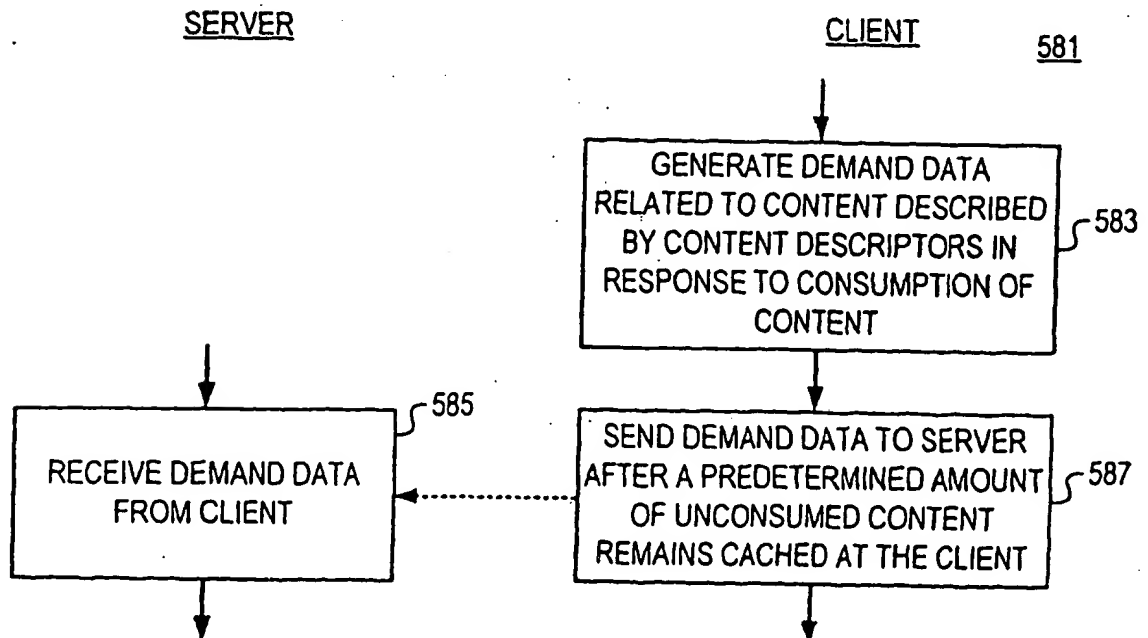 SERVER
CLIENT
581
GENERATE DEMAND DATA
RELATED TO CONTENT DESCRIBED
BY CONTENT DESCRIPTORS IN
RESPONSE TO CONSUMPTION OF
CONTENT
583
RECEIVE DEMAND DATA
FROM CLIENT
585
SEND DEMAND DATA TO SERVER
AFTER A PREDETERMINED AMOUNT
OF UNCONSUMED CONTENT
REMAINS CACHED AT THE CLIENT
587